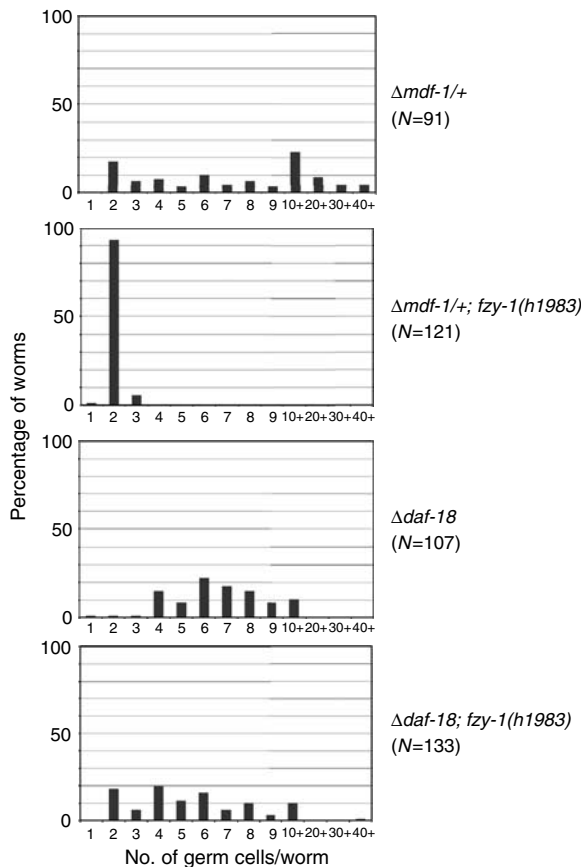 Percentage of worms
100
50
0
1 2 3 4 5 6 7 8 9 10+ 20+ 30+ 40+
Δmdf-1/+
(N=91)
100
50
0
1 2 3 4 5 6 7 8 9 10+ 20+ 30+ 40+
Δmdf-1/+; fzy-1(h1983)
(N=121)
100
50
0
1 2 3 4 5 6 7 8 9 10+ 20+ 30+ 40+
Δdaf-18
(N=107)
100
50
0
1 2 3 4 5 6 7 8 9 10+ 20+ 30+ 40+
Δdaf-18; fzy-1(h1983)
(N=133)
No. of germ cells/worm